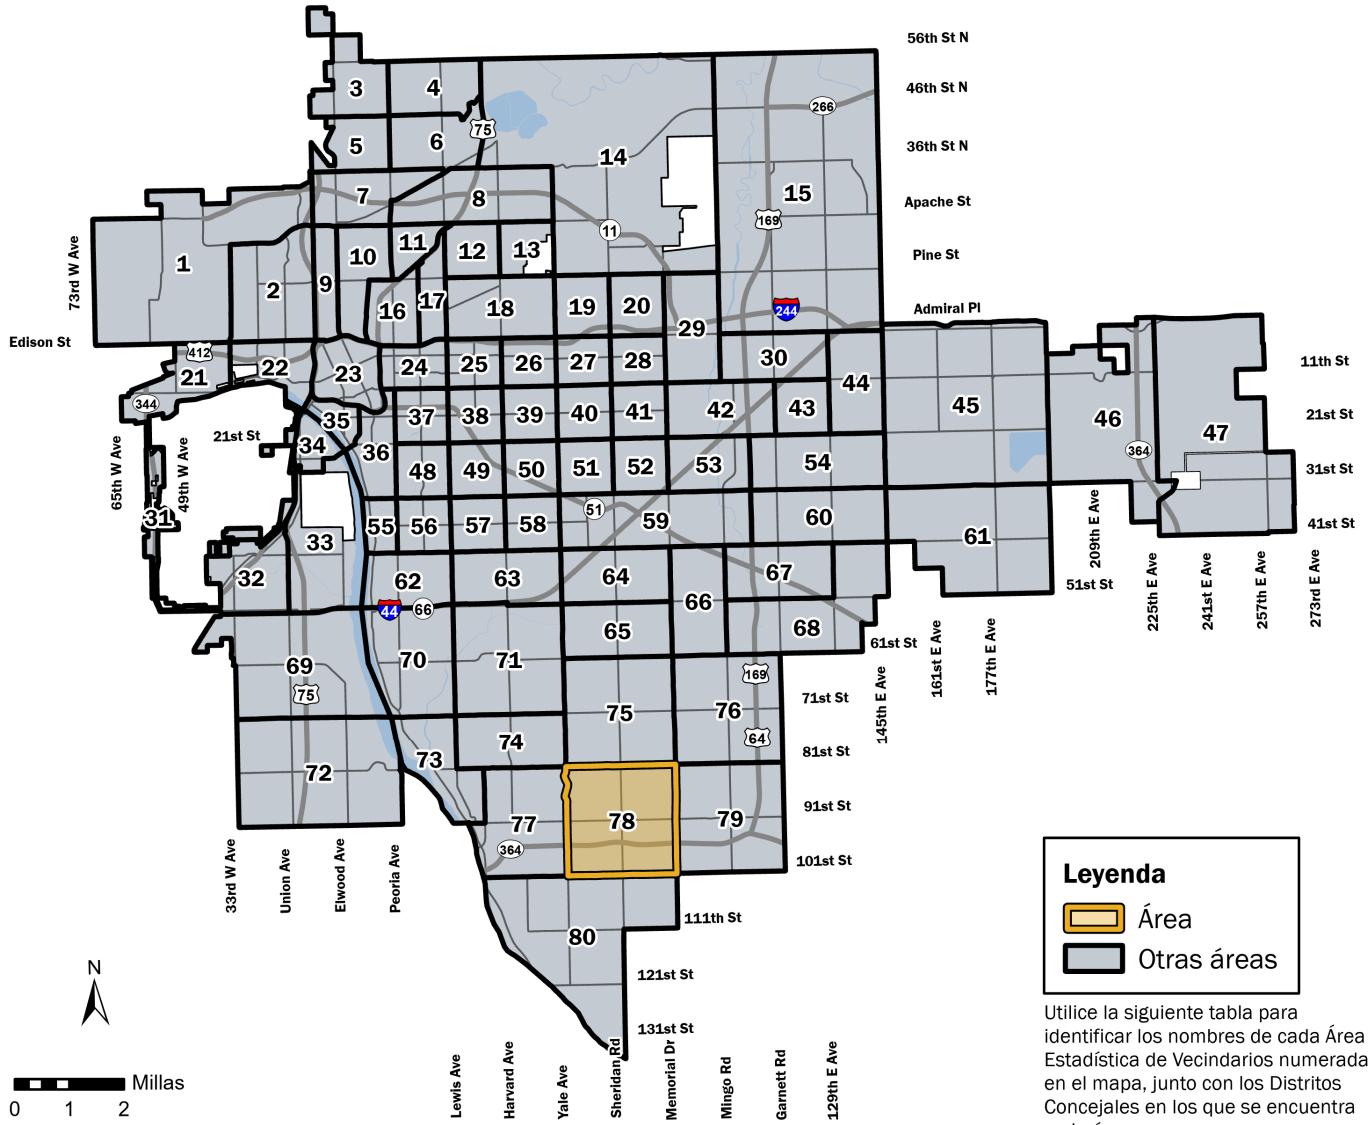 56th St N
46th St N
36th St N
Apache St
Pine St
Admiral Pl
3
4
5
6
75
266
14
15
7
8
169
11
1
2
9
10
11
12
13
73rd W Ave
16
17
18
19
20
29
244
Edison St
412
21
22
23
24
25
26
27
28
30
44
45
46
47
11th St
21st St
31st St
41st St
344
21st St
34
35
36
37
38
39
40
41
42
43
364
65th W Ave
49th W Ave
31
48
49
50
51
52
53
54
33
55
56
57
58
51
59
60
61
209th E Ave
51st St
225th E Ave
241st E Ave
257th E Ave
273rd E Ave
32
62
63
64
66
67
44
66
65
68
61st St
145th E Ave
161st E Ave
177th E Ave
69
75
70
71
169
71st St
75
76
64
81st St
74
73
72
91st St
77
78
79
364
101st St
33rd W Ave
Union Ave
Elwood Ave
Peoria Ave
111th St
80
121st St
131st St
N
Millas
0 1 2
Lewis Ave
Harvard Ave
Yale Ave
Sheridan Rd
Memorial Dr
Mingo Rd
Garnett Rd
129th E Ave
Leyenda
Área
Otras áreas
Utilice la siguiente tabla para
identificar los nombres de cada Área
Estadística de Vecindarios numerada
en el mapa, junto con los Distritos
Concejales en los que se encuentra